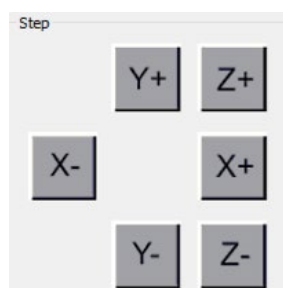 Step
Y+ Z+
X- X+
Y- Z-